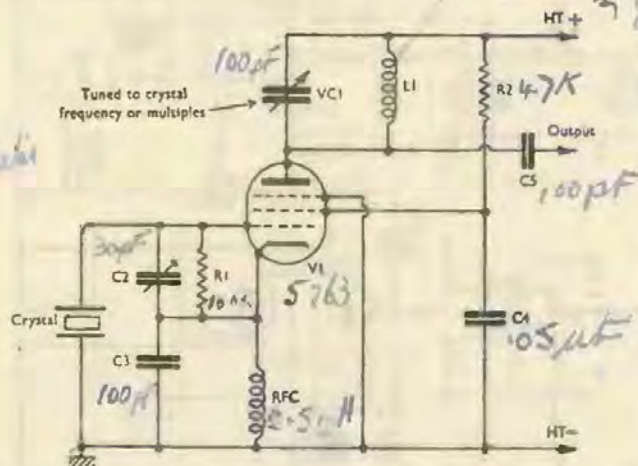 HT +
100pF
VC1
L1
R2 47K
Tuned to crystal
frequency or multiples
Output
C5
100pF
V1
5763
30pF
C2
R1
Crystal
C3
100pF
RFC
C4
.05µF
HT−